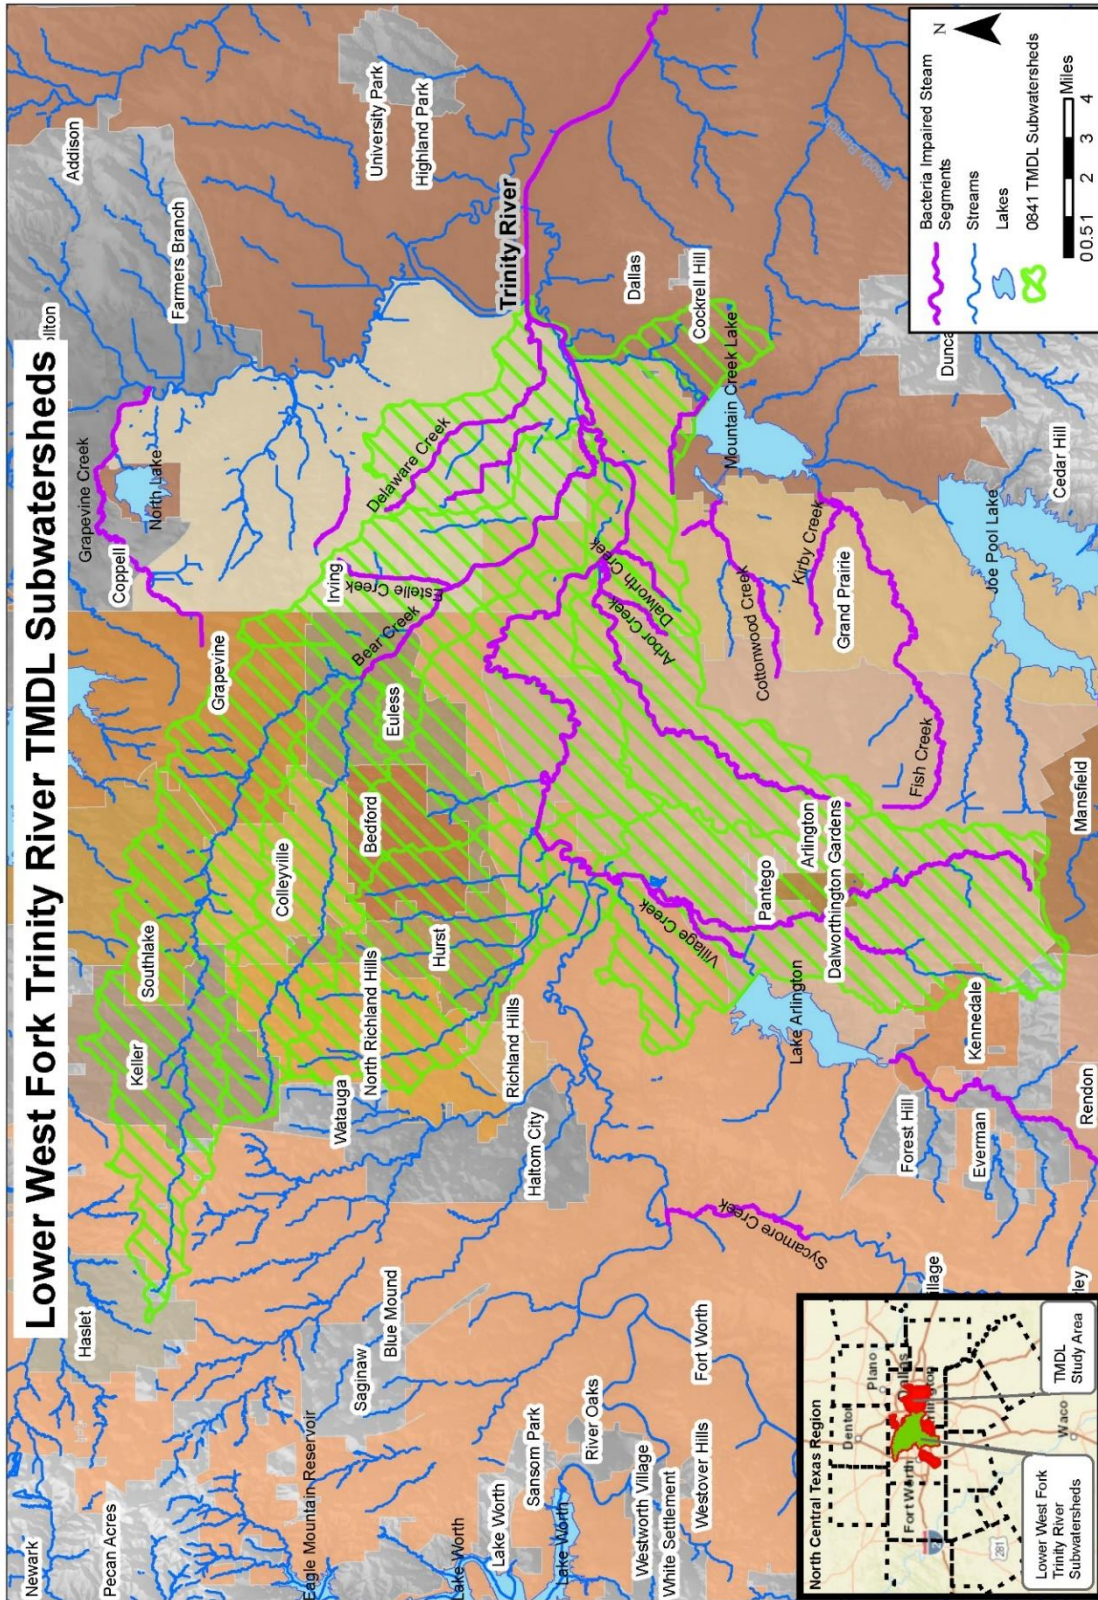 Lower West Fork Trinity River TMDL Subwatersheds
Newark
Pecan Acres
Haslet
Keller
Southlake
Grapevine
Coppell
Grapevine Creek
North Lake
Addison
Farmers Branch
University Park
Highland Park
Eagle Mountain Reservoir
Saginaw
Blue Mound
Watauga
North Richland Hills
Colleyville
Bedford
Euless
Bear Creek
Irving
Estelle Creek
Delaware Creek
Trinity River
Lake Worth
Lake Worth
Lake Worth
Sansom Park
River Oaks
Westworth Village
White Settlement
Westover Hills
Fort Worth
Haltom City
Richland Hills
Hurst
Sycamore Creek
Village Creek
Lake Arlington
Pantego
Arlington
Dalworthington Gardens
Arbor Creek
Dalworth Creek
Cottonwood Creek
Kirby Creek
Grand Prairie
Fish Creek
Mountain Creek Lake
Dallas
Cockrell Hill
Joe Pool Lake
Cedar Hill
Dunca
Forest Hill
Everman
Kennedale
Rendon
Mansfield
North Central Texas Region
Denton
Plano
Fort Worth
Dallas
281
Waco
Lower West Fork
Trinity River
Subwatersheds
TMDL
Study Area
N
Bacteria Impaired Steam
Segments
Streams
Lakes
0841 TMDL Subwatersheds
0 0.5 1 2 3 4
Miles